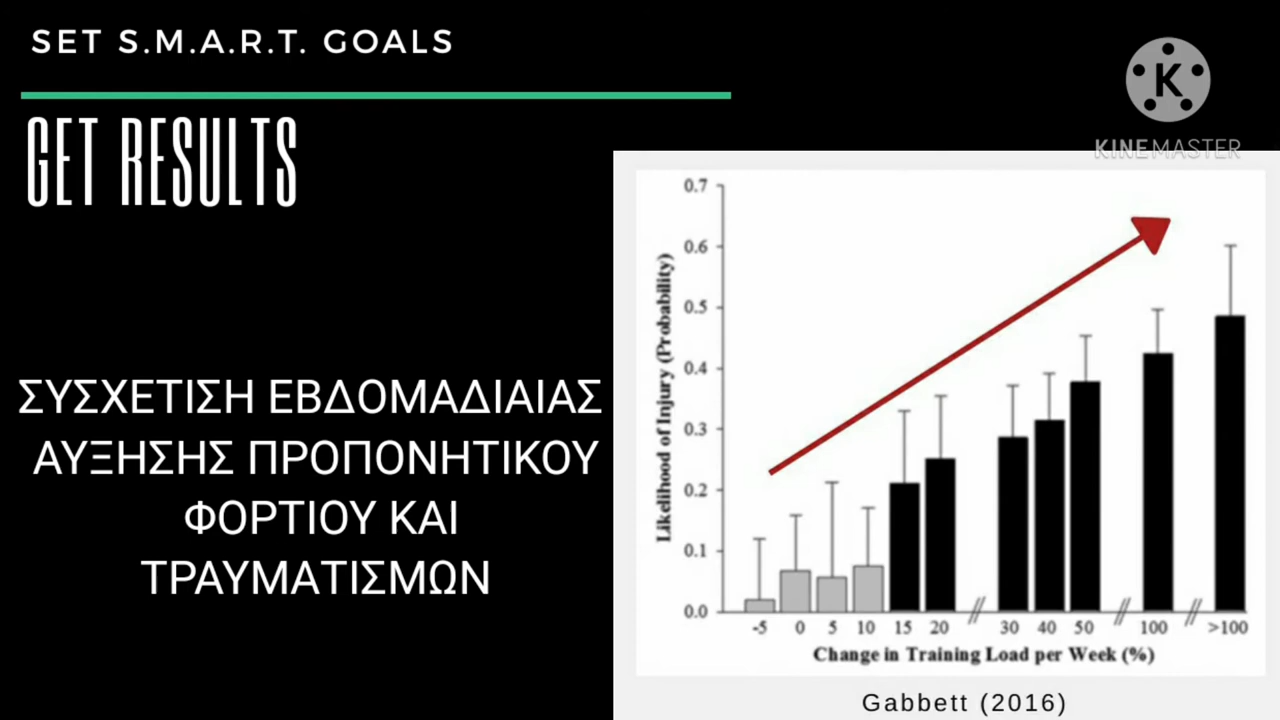 SET S.M.A.R.T. GOALS
GET RESULTS
K
KINEMASTER
ΣΥΣΧΕΤΙΣΗ ΕΒΔΟΜΑΔΙΑΙΑΣ
ΑΥΞΗΣΗΣ ΠΡΟΠΟΝΗΤΙΚΟΥ
ΦΟΡΤΙΟΥ ΚΑΙ
ΤΡΑΥΜΑΤΙΣΜΩΝ
Likelihood of Injury (Probability)
0.7
0.6
0.5
0.4
0.3
0.2
0.1
0.0
-5 0 5 10 15 20 // 30 40 50 // 100 // >100
Change in Training Load per Week (%)
Gabbett (2016)